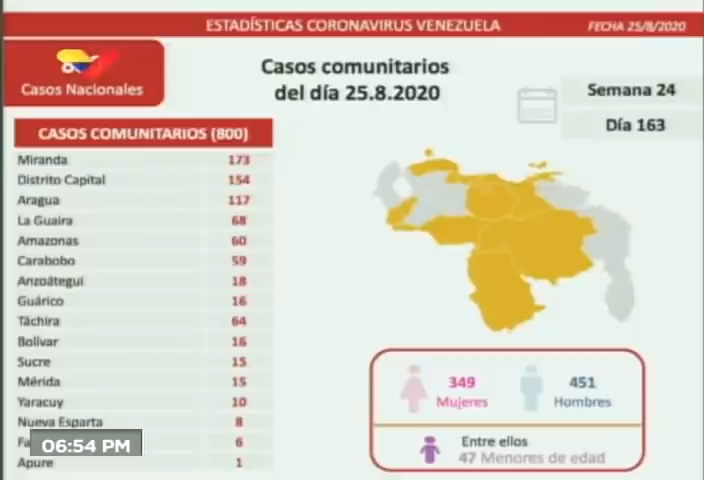 ESTADÍSTICAS CORONAVIRUS VENEZUELA
FECHA 25/8/2020
Casos Nacionales
Casos comunitarios
del día 25.8.2020
Semana 24
Día 163
CASOS COMUNITARIOS (800)
Miranda 173
Distrito Capital 154
Aragua 117
La Guaira 68
Amazonas 60
Carabobo 59
Anzoátegui 18
Guárico 16
Táchira 64
Bolívar 16
Sucre 15
Mérida 15
Yaracuy 10
Nueva Esparta 8
6
Apure 1
06:54 PM
349
Mujeres
451
Hombres
Entre ellos
47 Menores de edad